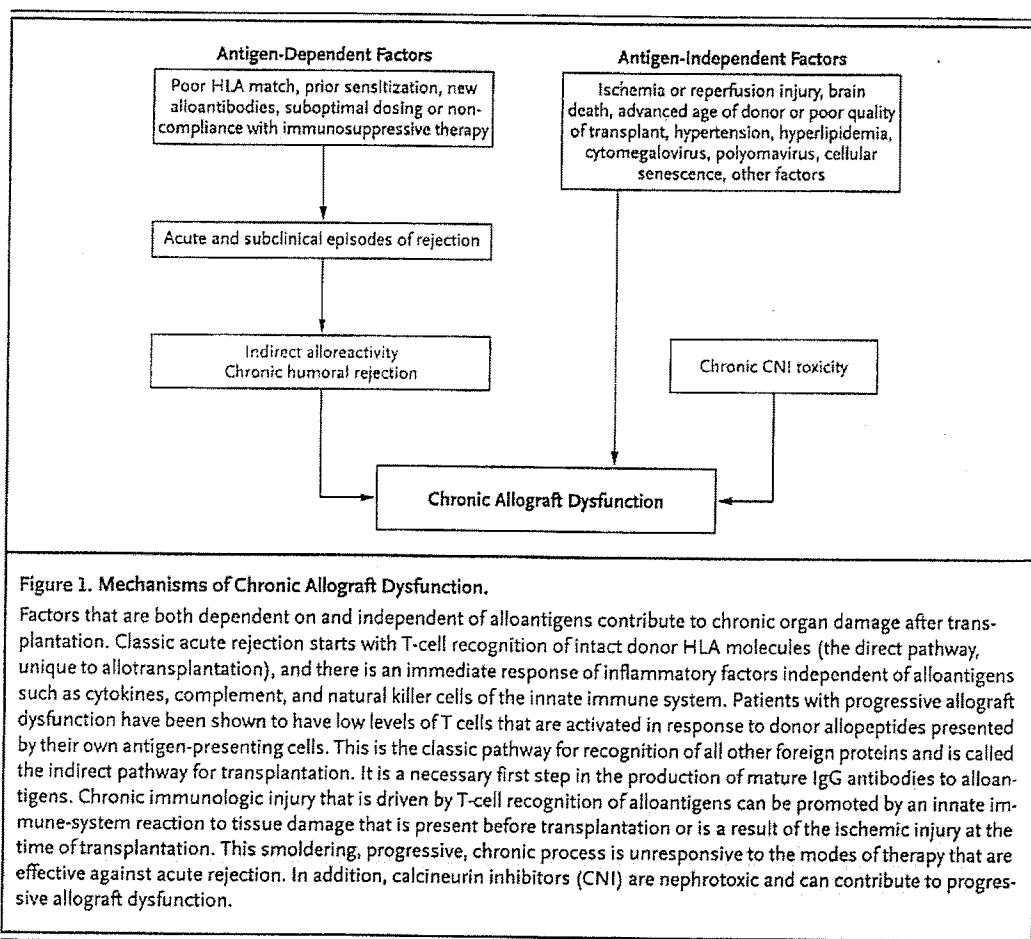 Antigen-Dependent Factors
Poor HLA match, prior sensitization, new
alloantibodies, suboptimal dosing or non-
compliance with immunosuppressive therapy
Acute and subclinical episodes of rejection
Indirect alloreactivity
Chronic humoral rejection
Antigen-Independent Factors
Ischemia or reperfusion injury, brain
death, advanced age of donor or poor quality
of transplant, hypertension, hyperlipidemia,
cytomegalovirus, polyomavirus, cellular
senescence, other factors
Chronic CNI toxicity
Chronic Allograft Dysfunction
Figure 1. Mechanisms of Chronic Allograft Dysfunction.
Factors that are both dependent on and independent of alloantigens contribute to chronic organ damage after trans-
plantation. Classic acute rejection starts with T-cell recognition of intact donor HLA molecules (the direct pathway,
unique to allotransplantation), and there is an immediate response of inflammatory factors independent of alloantigens
such as cytokines, complement, and natural killer cells of the innate immune system. Patients with progressive allograft
dysfunction have been shown to have low levels of T cells that are activated in response to donor allopeptides presented
by their own antigen-presenting cells. This is the classic pathway for recognition of all other foreign proteins and is called
the indirect pathway for transplantation. It is a necessary first step in the production of mature IgG antibodies to alloan-
tigens. Chronic immunologic injury that is driven by T-cell recognition of alloantigens can be promoted by an innate im-
mune-system reaction to tissue damage that is present before transplantation or is a result of the ischemic injury at the
time of transplantation. This smoldering, progressive, chronic process is unresponsive to the modes of therapy that are
effective against acute rejection. In addition, calcineurin inhibitors (CNI) are nephrotoxic and can contribute to progres-
sive allograft dysfunction.